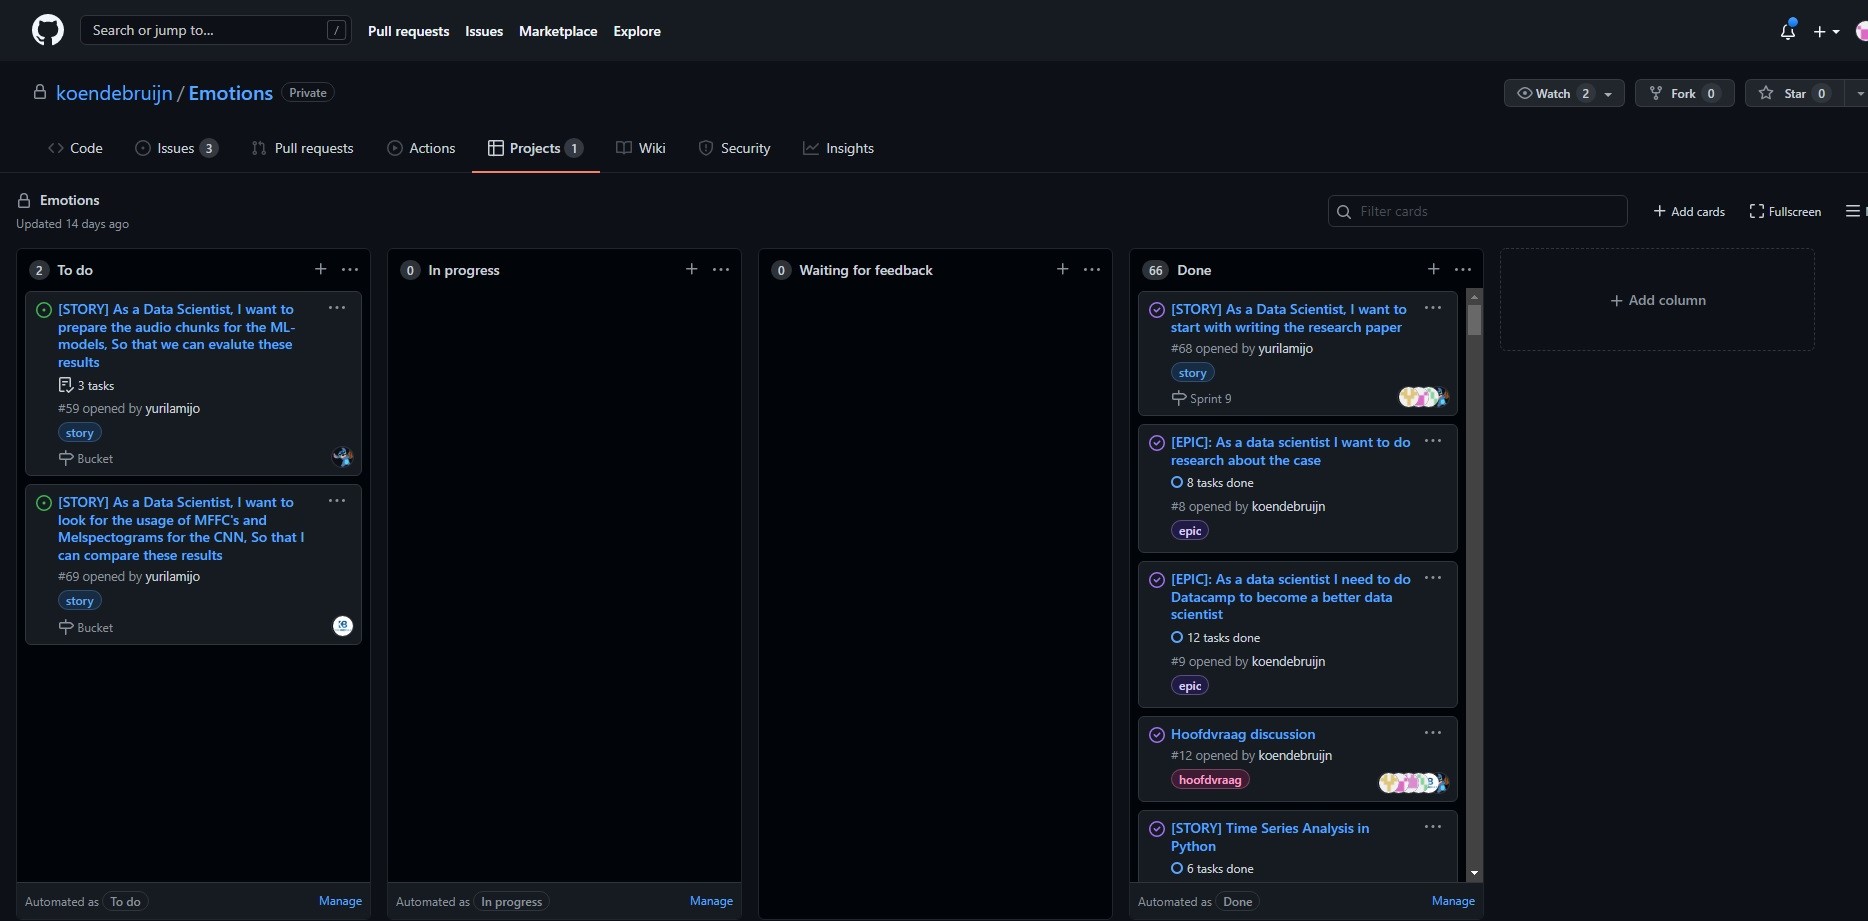 Search or jump to... /
Pull requests Issues Marketplace Explore
koendebruijn / Emotions Private
Watch 2 Fork 0 Star 0
Code Issues 3 Pull requests Actions Projects 1 Wiki Security Insights
Emotions
Updated 14 days ago
Filter cards
Add cards Fullscreen
2 To do
[STORY] As a Data Scientist, I want to
prepare the audio chunks for the ML-
models, So that we can evalute these
results
3 tasks
#59 opened by yurilamijo
story
Bucket
[STORY] As a Data Scientist, I want to
look for the usage of MFFC's and
Melspectograms for the CNN, So that I
can compare these results
#69 opened by yurilamijo
story
Bucket
Automated as To do Manage
0 In progress
Automated as In progress Manage
0 Waiting for feedback
66 Done
[STORY] As a Data Scientist, I want to
start with writing the research paper
#68 opened by yurilamijo
story
Sprint 9
[EPIC]: As a data scientist I want to do
research about the case
8 tasks done
#8 opened by koendebruijn
epic
[EPIC]: As a data scientist I need to do
Datacamp to become a better data
scientist
12 tasks done
#9 opened by koendebruijn
epic
Hoofdvraag discussion
#12 opened by koendebruijn
hoofdvraag
[STORY] Time Series Analysis in
Python
6 tasks done
Automated as Done Manage
Add column